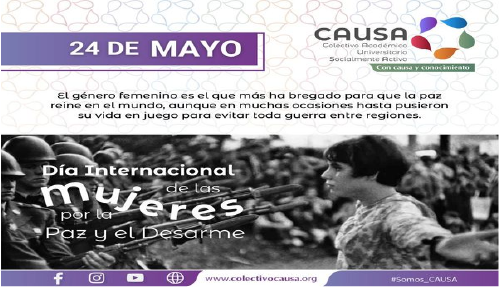 24 DE MAYO
CAUSA
Colectivo Académico
Universitario
Socialmente Activo
Con causa y conocimiento
El género femenino es el que más ha bregado para que la paz
reine en el mundo, aunque en muchas ocasiones hasta pusieron
su vida en juego para evitar toda guerra entre regiones.
Día Internacional
de las
mujeres
por la
Paz y el Desarme
www.colectivocausa.org
#Somos_CAUSA